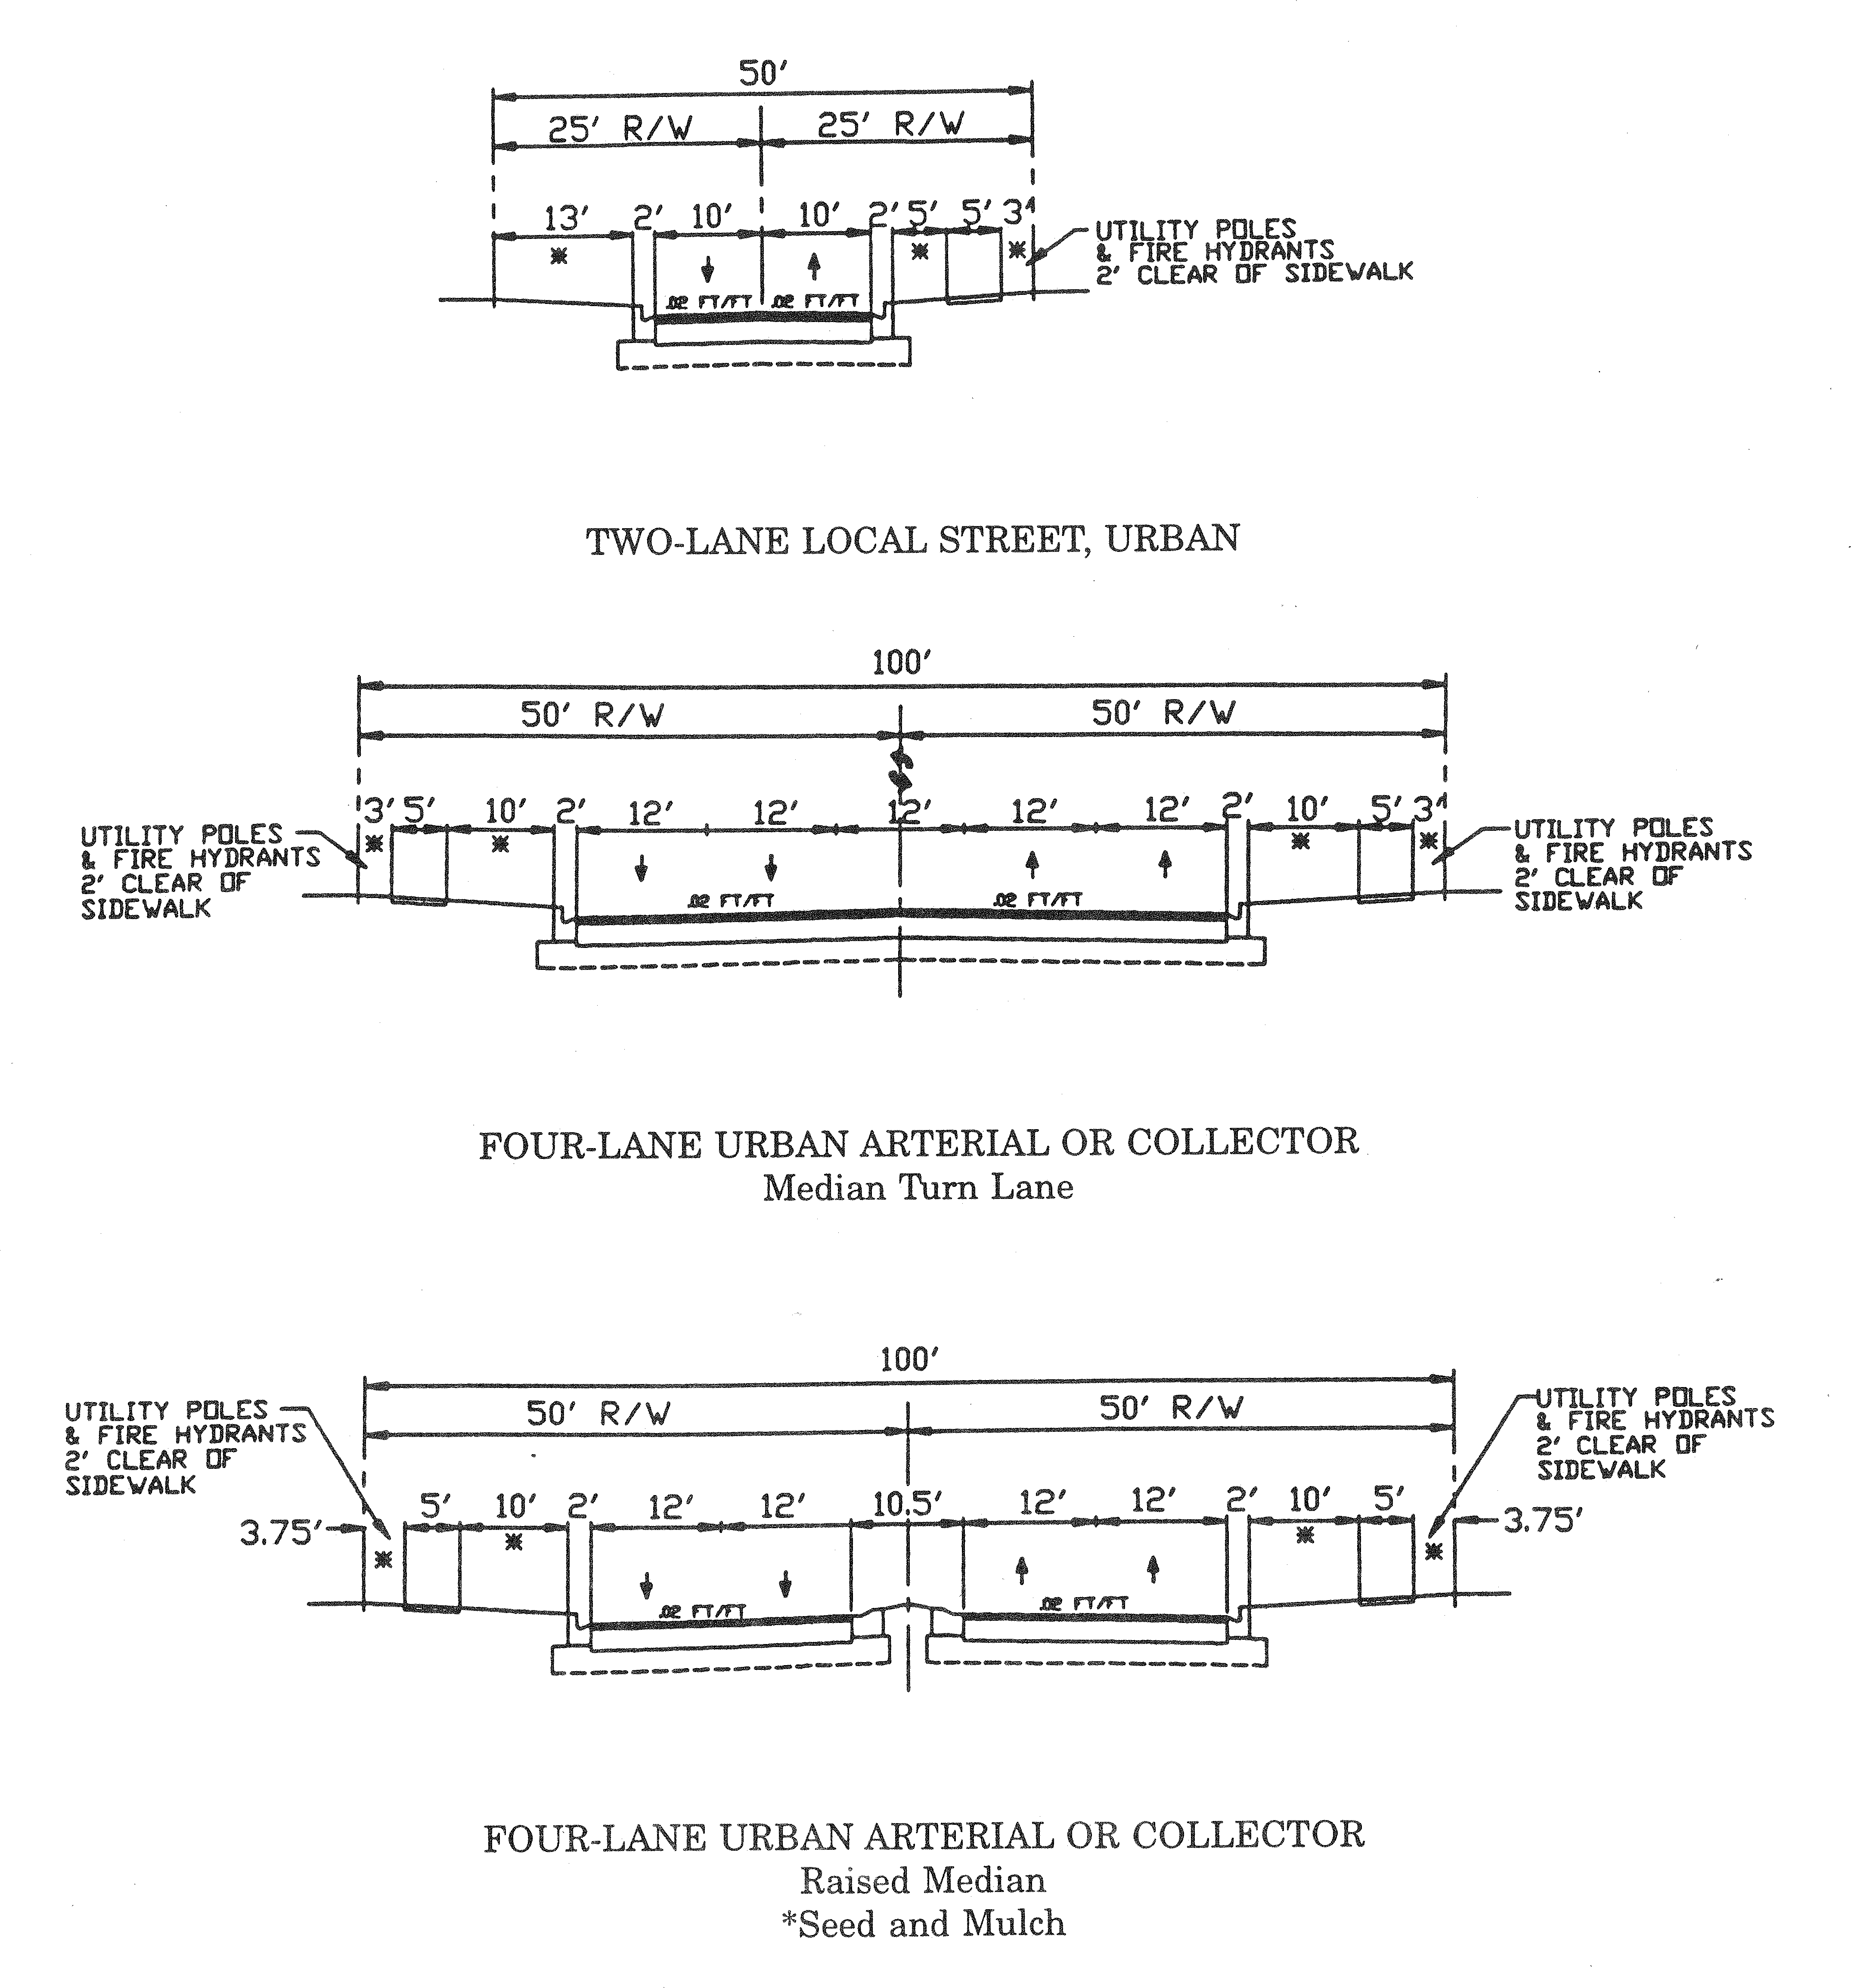 50'
25' R/W 25' R/W
13' 2' 10' 10' 2' 5' 5' 3'
* * *
UTILITY POLES
& FIRE HYDRANTS
2' CLEAR OF SIDEWALK
.02 FT/FT .02 FT/FT
TWO-LANE LOCAL STREET, URBAN
100'
50' R/W 50' R/W
3' 5' 10' 2' 12' 12' 12' 12' 12' 2' 10' 5' 3'
* * * *
UTILITY POLES
& FIRE HYDRANTS
2' CLEAR OF
SIDEWALK
UTILITY POLES
& FIRE HYDRANTS
2' CLEAR OF
SIDEWALK
.02 FT/FT .02 FT/FT
FOUR-LANE URBAN ARTERIAL OR COLLECTOR
Median Turn Lane
100'
50' R/W 50' R/W
UTILITY POLES
& FIRE HYDRANTS
2' CLEAR OF
SIDEWALK
UTILITY POLES
& FIRE HYDRANTS
2' CLEAR OF
SIDEWALK
3.75' 5' 10' 2' 12' 12' 10.5' 12' 12' 2' 10' 5' 3.75'
* * * *
.02 FT/FT .02 FT/FT
FOUR-LANE URBAN ARTERIAL OR COLLECTOR
Raised Median
*Seed and Mulch